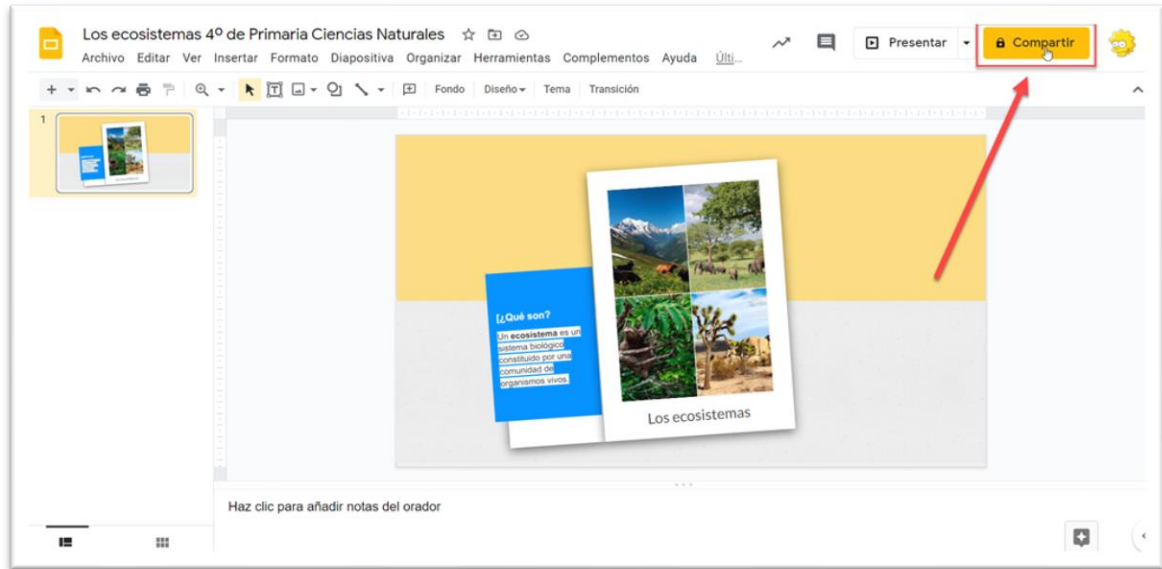 Los ecosistemas 4º de Primaria Ciencias Naturales
Presentar
Compartir
Archivo Editar Ver Insertar Formato Diapositiva Organizar Herramientas Complementos Ayuda Últi...
Fondo Diseño Tema Transición
1
[¿Qué son?
Un ecosistema es un
sistema biológico
constituido por una
comunidad de
organismos vivos.
Los ecosistemas
Haz clic para añadir notas del orador